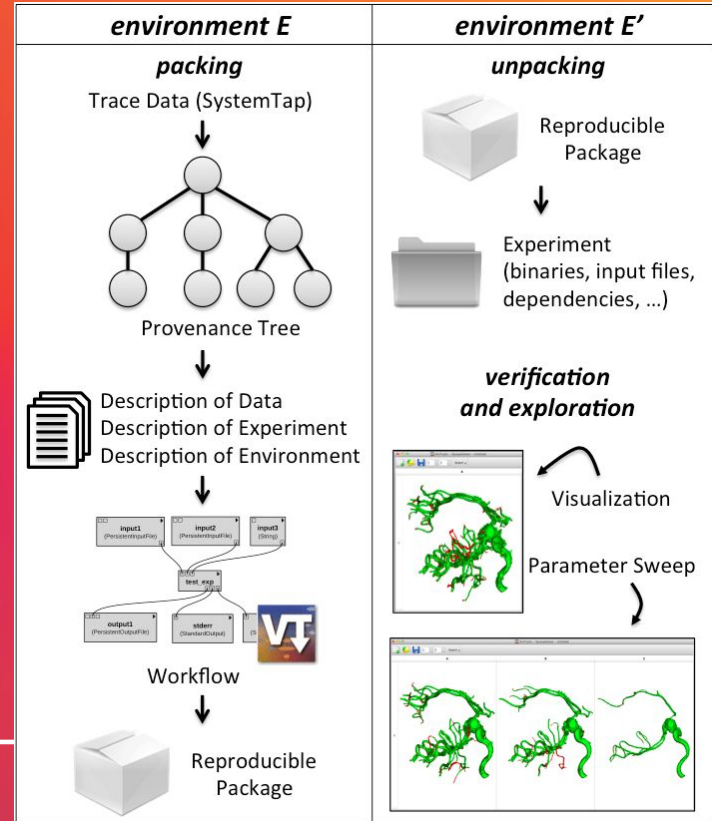 environment E
packing
Trace Data (SystemTap)
Provenance Tree
Description of Data
Description of Experiment
Description of Environment
input1
(PersistentInputFile)
input2
(PersistentInputFile)
input3
(String)
test_exp
output1
(PersistentOutputFile)
stderr
(StandardOutput)
(S
VT
Workflow
Reproducible
Package
environment E’
unpacking
Reproducible
Package
Experiment
(binaries, input files,
dependencies, ...)
verification
and exploration
Visualization
Parameter Sweep